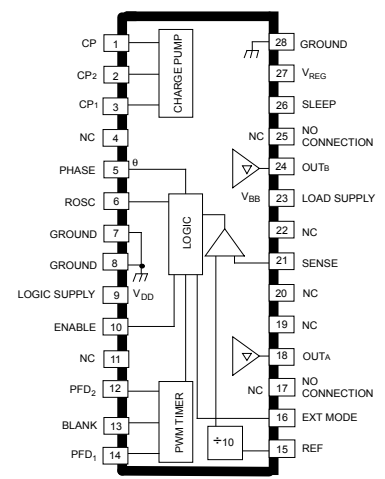 CP 1
CP2 2
CP1 3
NC 4
PHASE 5 θ
ROSC 6
GROUND 7
GROUND 8
LOGIC SUPPLY 9 VDD
ENABLE 10
NC 11
PFD2 12
BLANK 13
PFD1 14
CHARGE PUMP
LOGIC
PWM TIMER
÷10
28 GROUND
27 VREG
26 SLEEP
NC 25 NO
CONNECTION
24 OUTB
VBB 23 LOAD SUPPLY
22 NC
21 SENSE
20 NC
19 NC
18 OUTA
NC 17 NO
CONNECTION
16 EXT MODE
15 REF